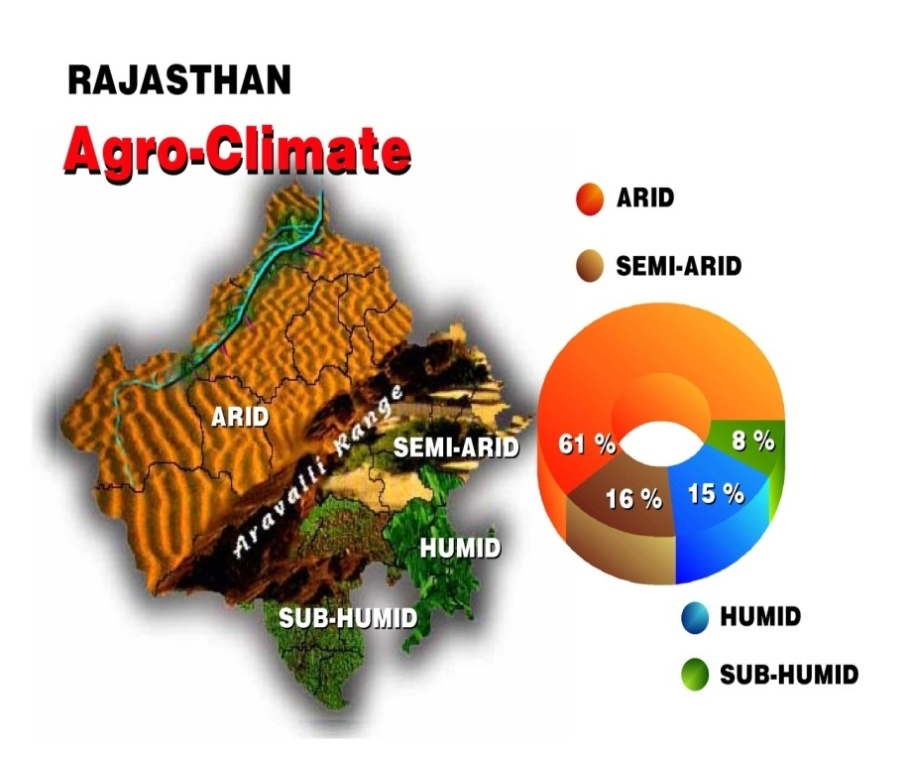 RAJASTHAN
Agro-Climate
ARID
SEMI-ARID
ARID
Aravalli Range
SEMI-ARID
HUMID
SUB-HUMID
61 %
8 %
16 %
15 %
HUMID
SUB-HUMID